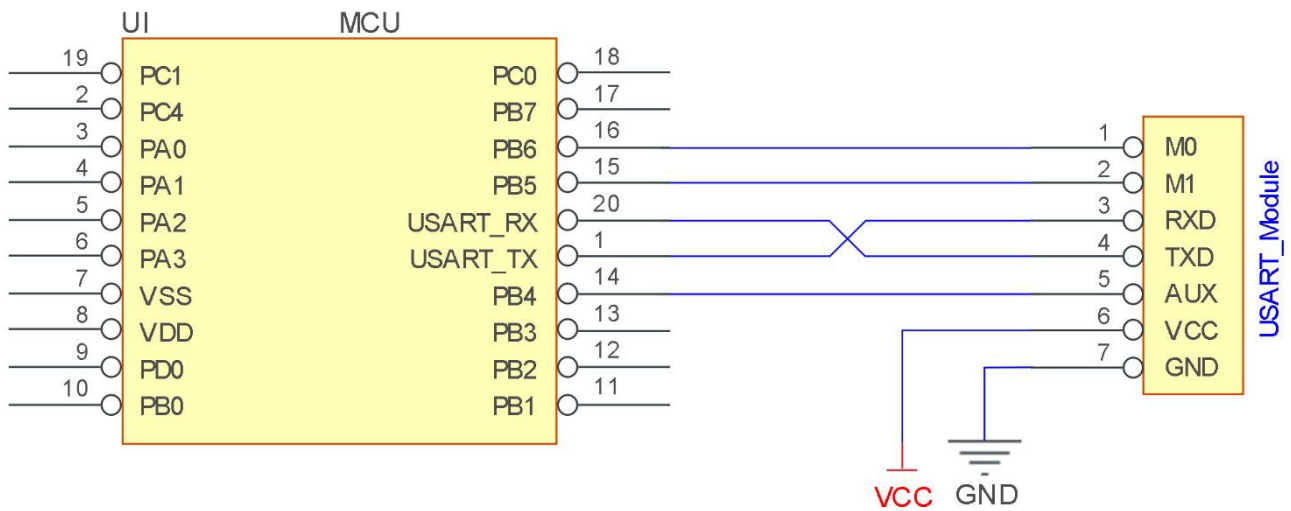 UI MCU
19 PC1 PC0 18
2 PC4 PB7 17
3 PA0 PB6 16 1 M0
4 PA1 PB5 15 2 M1
5 PA2 USART_RX 20 3 RXD
6 PA3 USART_TX 1 4 TXD
7 VSS PB4 14 5 AUX
8 VDD PB3 13 6 VCC
9 PD0 PB2 12 7 GND
10 PB0 PB1 11
USART_Module
VCC GND